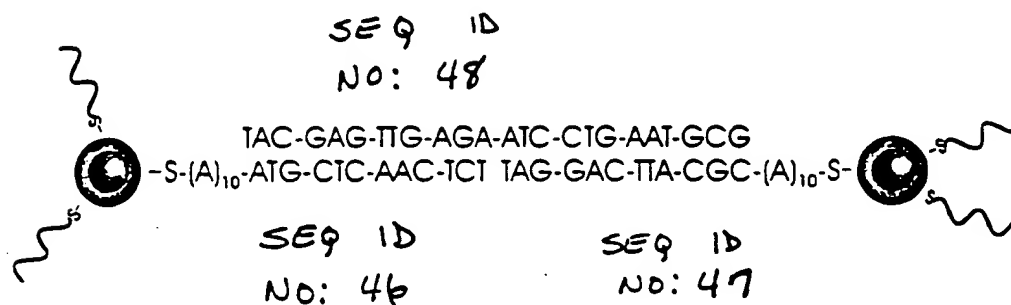 SEQ ID
NO: 48
TAC-GAG-TTG-AGA-ATC-CTG-AAT-GCG
-S-(A)10-ATG-CTC-AAC-TCT TAG-GAC-TTA-CGC-(A)10-S-
S
S
S
S
SEQ ID
NO: 46
SEQ ID
NO: 47